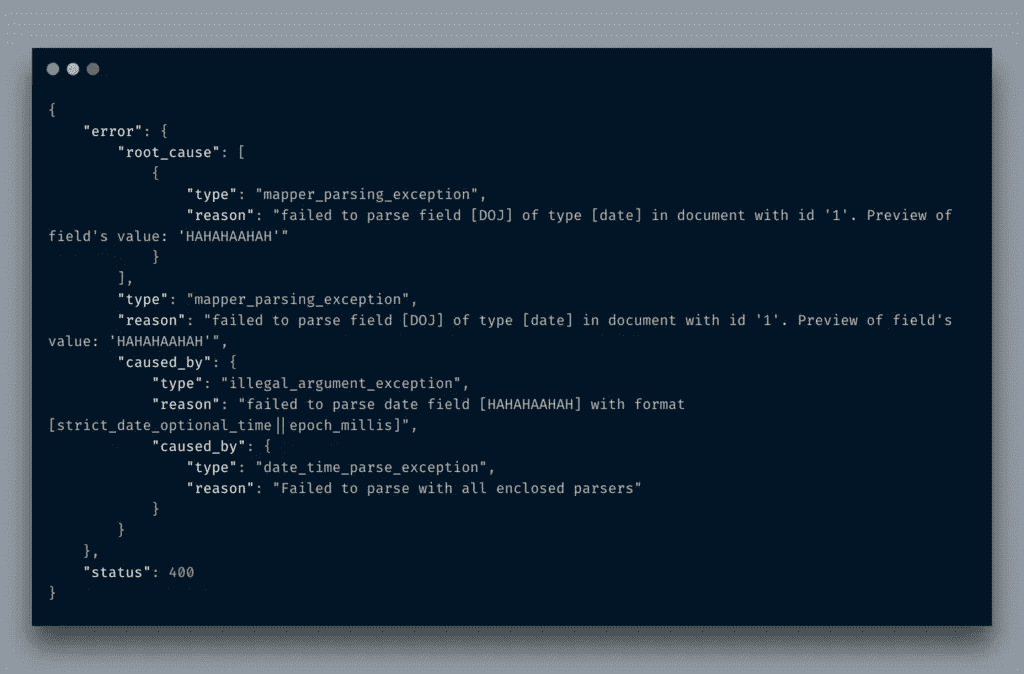 {
    "error": {
        "root_cause": [
            {
                "type": "mapper_parsing_exception",
                "reason": "failed to parse field [DOJ] of type [date] in document with id '1'. Preview of
field's value: 'HAHAHAAHAH'"
            }
        ],
        "type": "mapper_parsing_exception",
        "reason": "failed to parse field [DOJ] of type [date] in document with id '1'. Preview of field's
value: 'HAHAHAAHAH'",
        "caused_by": {
            "type": "illegal_argument_exception",
            "reason": "failed to parse date field [HAHAHAAHAH] with format
[strict_date_optional_time||epoch_millis]",
            "caused_by": {
                "type": "date_time_parse_exception",
                "reason": "Failed to parse with all enclosed parsers"
            }
        }
    },
    "status": 400
}